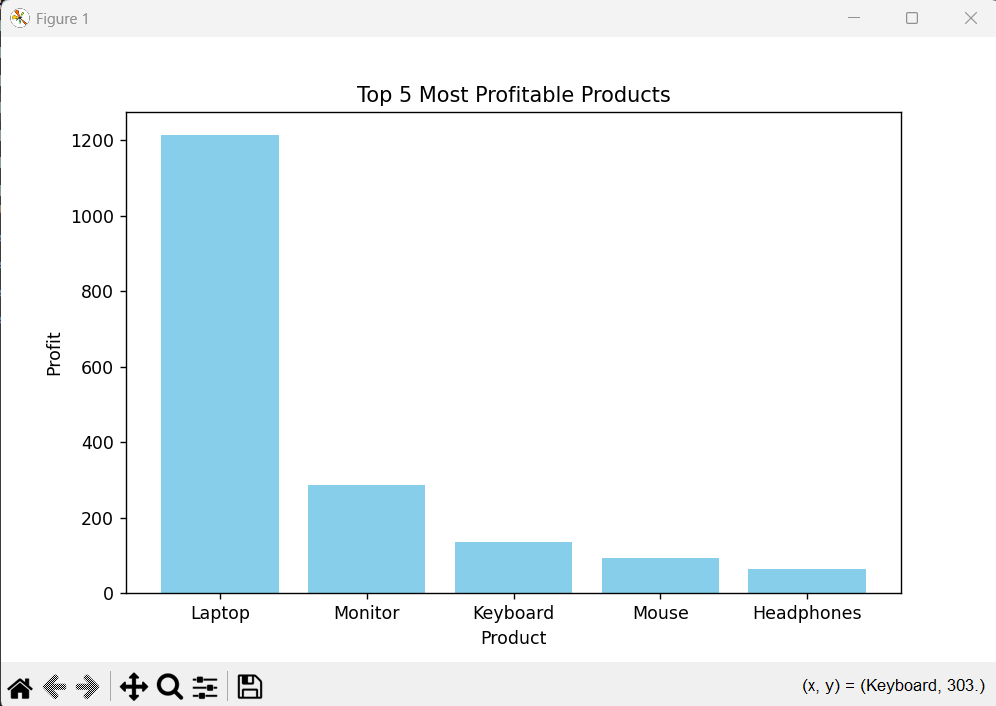 Figure 1
Top 5 Most Profitable Products
1200
1000
800
600
400
200
0
Profit
Laptop Monitor Keyboard Mouse Headphones
Product
(x, y) = (Keyboard, 303.)